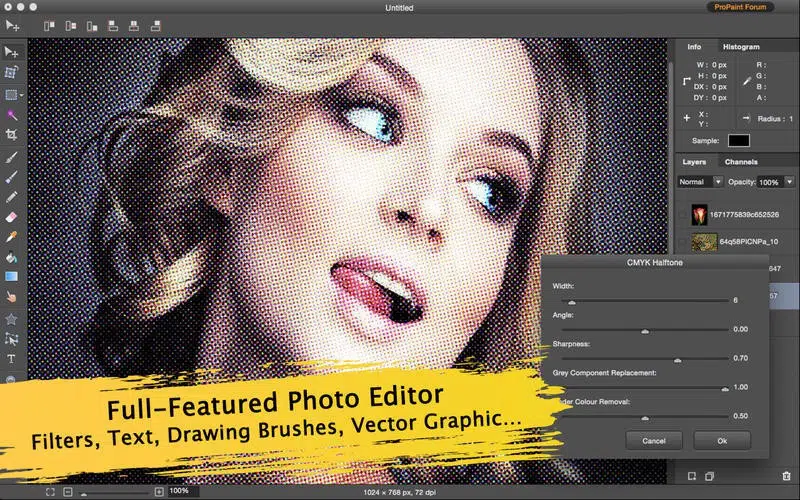 Untitled
ProPaint Forum
Info Histogram
W : 0 px R :
H : 0 px G :
DX : 0 px B :
DY : 0 px A :
X :
Y :
Radius : 1
Sample:
Layers Channels
Normal Opacity: 100%
1671775839c652526
64q58PICNPa_10
647
57
CMYK Halftone
Width:
6
Angle:
0.00
Sharpness:
0.70
Grey Component Replacement:
1.00
Colour Removal:
0.50
Cancel Ok
Full-Featured Photo Editor
Filters, Text, Drawing Brushes, Vector Graphic...
T
100% 1024 × 768 px, 72 dpi